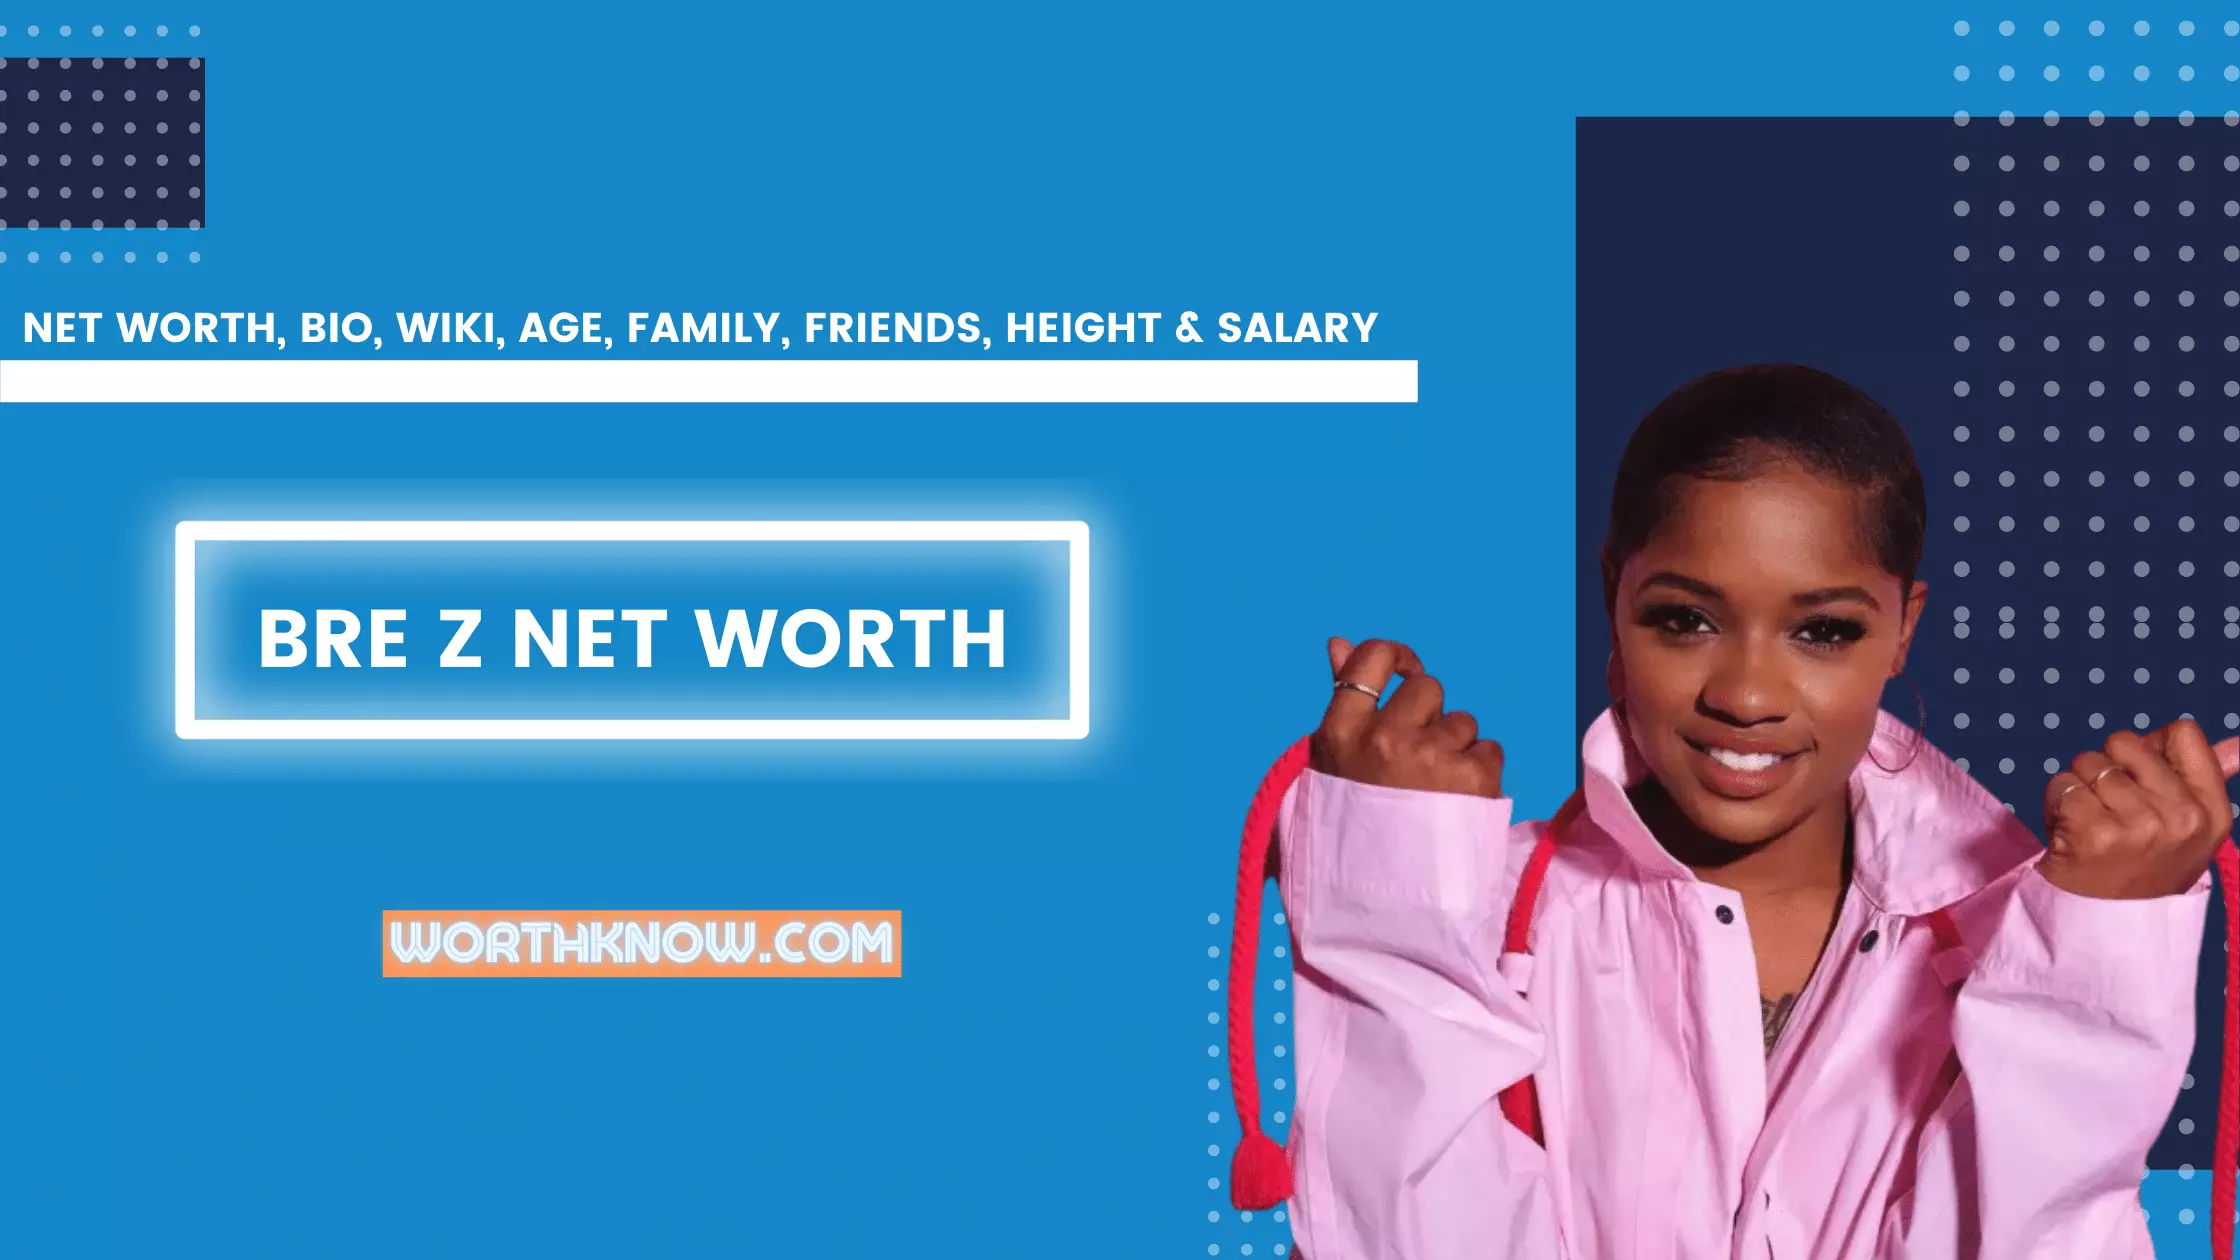 NET WORTH, BIO, WIKI, AGE, FAMILY, FRIENDS, HEIGHT & SALARY
BRE Z NET WORTH
WORTHKNOW.COM